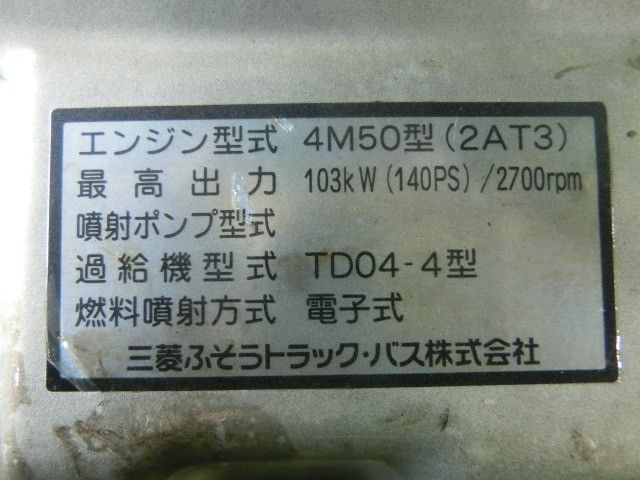 エンジン型式 4M50型(2AT3)
最高出力 103kW(140PS)/2700rpm
噴射ポンプ型式
過給機型式 TD04-4型
燃料噴射方式 電子式
三菱ふそうトラック・バス株式会社